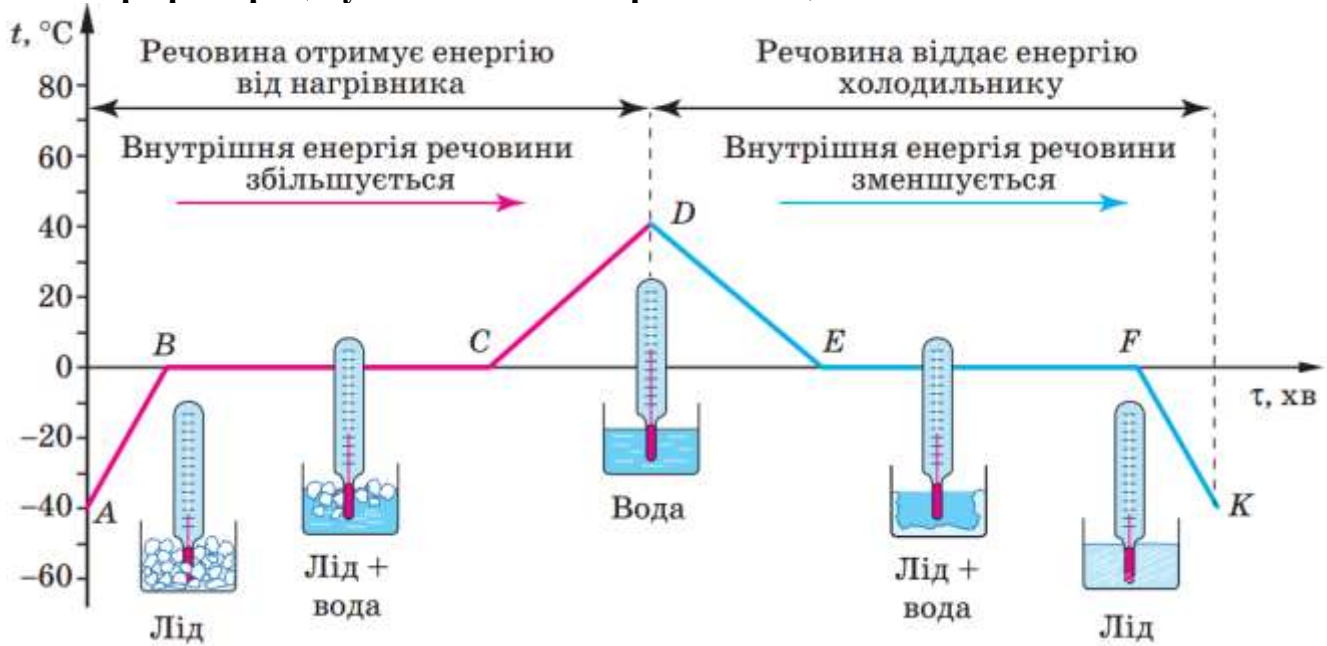 t, °C
Речовина отримує енергію
від нагрівника
Речовина віддає енергію
холодильнику
Внутрішня енергія речовини
збільшується
Внутрішня енергія речовини
зменшується
80
60
40
20
0
–20
–40
–60
A
B
C
D
E
F
K
τ, хв
Лід
Лід +
вода
Вода
Лід +
вода
Лід